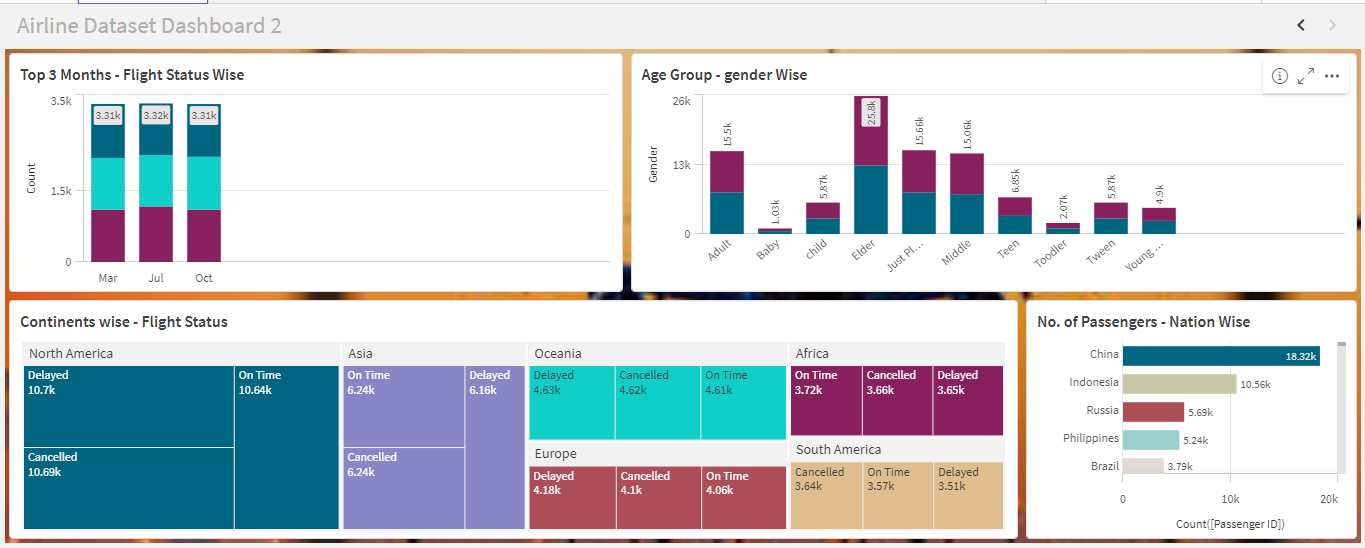 Airline Dataset Dashboard 2
Top 3 Months - Flight Status Wise
3.5k
1.5k
0
Count
3.31k
3.32k
3.31k
Mar
Jul
Oct
Age Group - gender Wise
26k
13k
0
Gender
15.5k
1.03k
5.87k
25.8k
15.66k
15.06k
6.85k
2.07k
5.87k
4.9k
Adult
Baby
child
Elder
Just Pl...
Middle
Teen
Toodler
Tween
Young ...
Continents wise - Flight Status
North America
Delayed
10.7k
On Time
10.64k
Cancelled
10.69k
Asia
On Time
6.24k
Delayed
6.16k
Cancelled
6.24k
Oceania
Delayed
4.63k
Cancelled
4.62k
On Time
4.61k
Europe
Delayed
4.18k
Cancelled
4.1k
On Time
4.06k
Africa
On Time
3.72k
Cancelled
3.66k
Delayed
3.65k
South America
Cancelled
3.64k
On Time
3.57k
Delayed
3.51k
No. of Passengers - Nation Wise
China
18.32k
Indonesia
10.56k
Russia
5.69k
Philippines
5.24k
Brazil
3.79k
0
10k
20k
Count([Passenger ID])